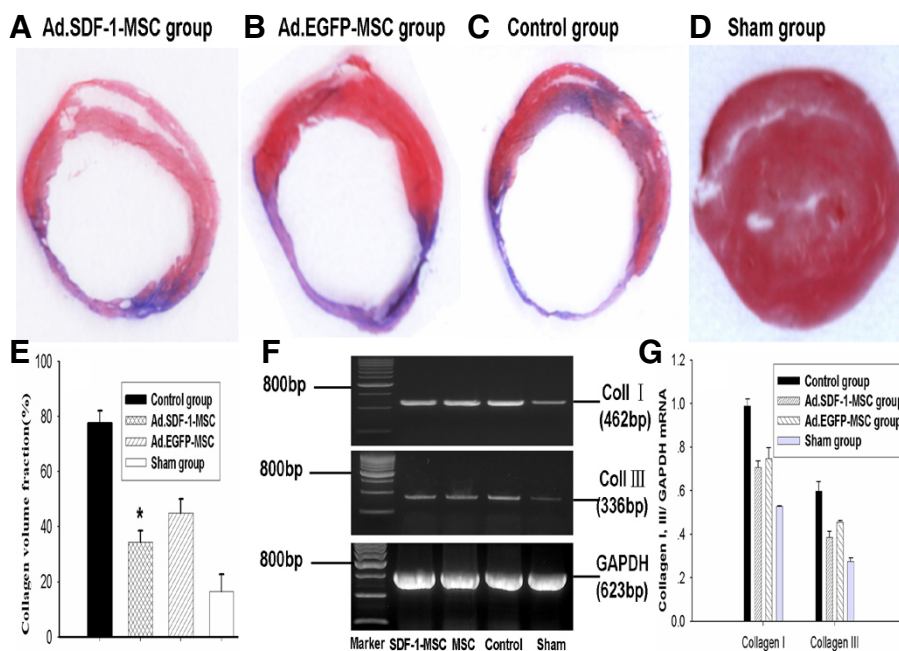 A Ad.SDF-1-MSC group
B Ad.EGFP-MSC group
C Control group
D Sham group
E
Collagen volume fraction(%)
100
80
60
40
20
0
Control group
Ad.SDF-1-MSC
Ad.EGFP-MSC
Sham group
*
F
800bp
Coll Ⅰ
(462bp)
800bp
Coll Ⅲ
(336bp)
800bp
GAPDH
(623bp)
Marker SDF-1-MSC MSC Control Sham
G
Collagen I, III/ GAPDH mRNA
1.2
1.0
.8
.6
.4
.2
0
Control group
Ad.SDF-1-MSC group
Ad.EGFP-MSC group
Sham group
Collagen I Collagen III